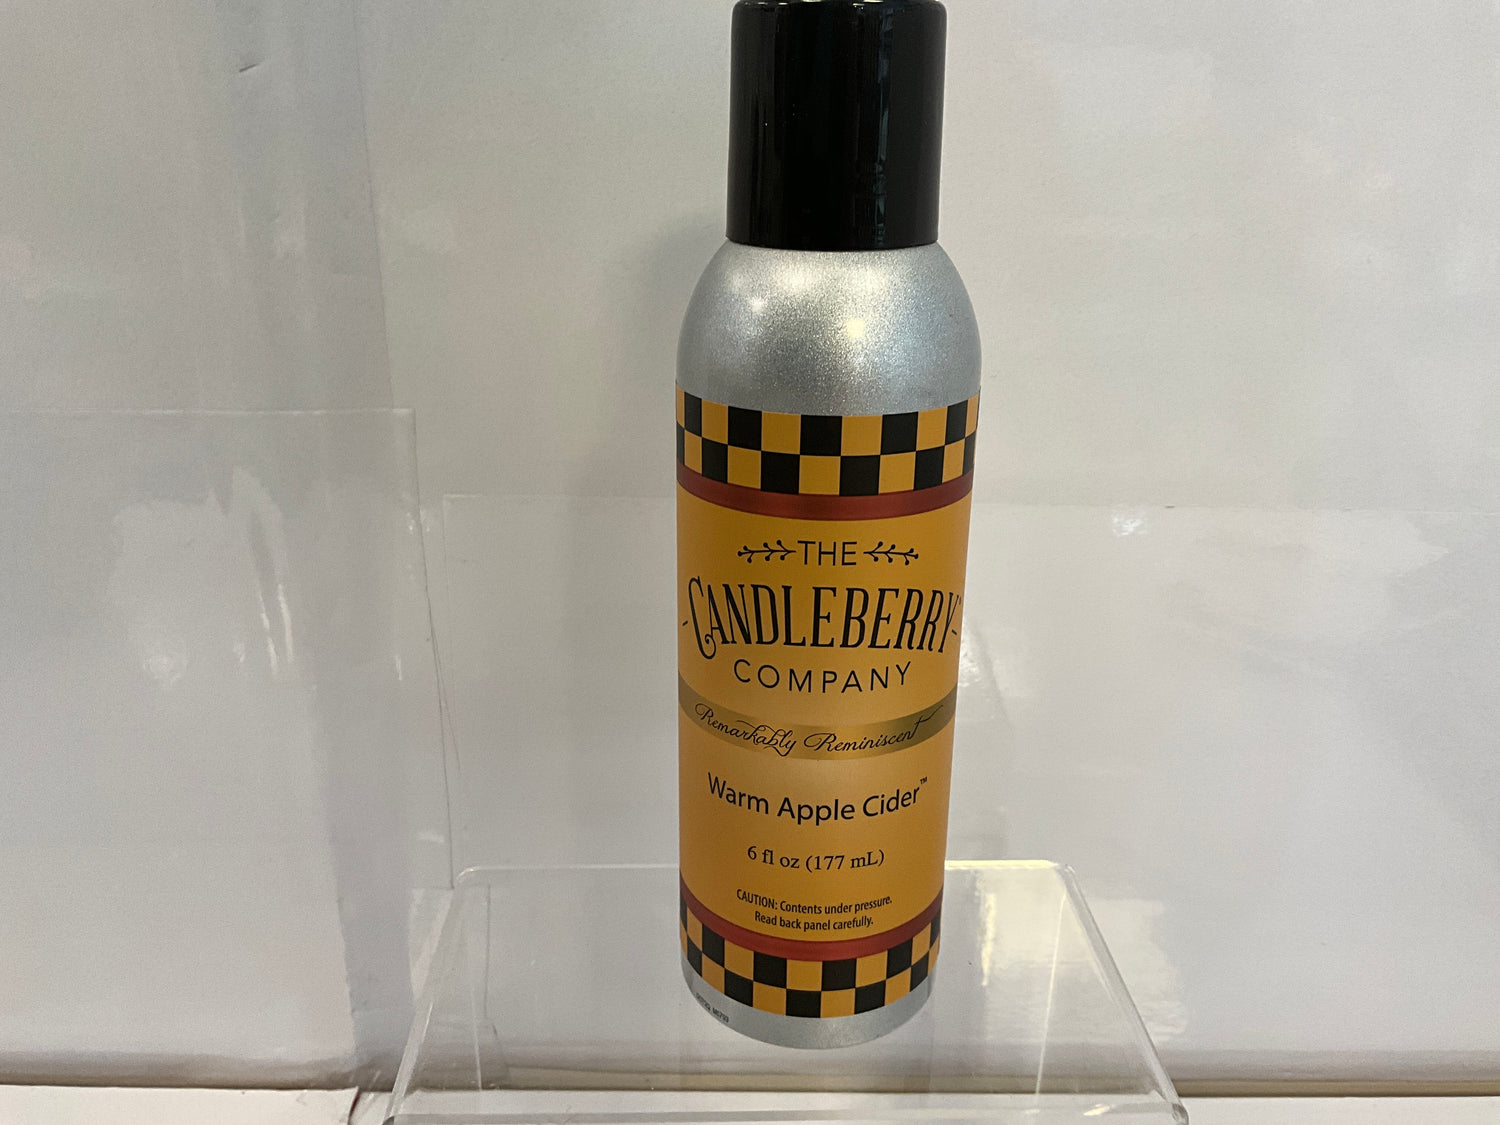 THE
CANDLEBERRY
COMPANY
Remarkably Reminiscent
Warm Apple Cider™
6 fl oz (177 mL)
CAUTION: Contents under pressure.
Read back panel carefully.